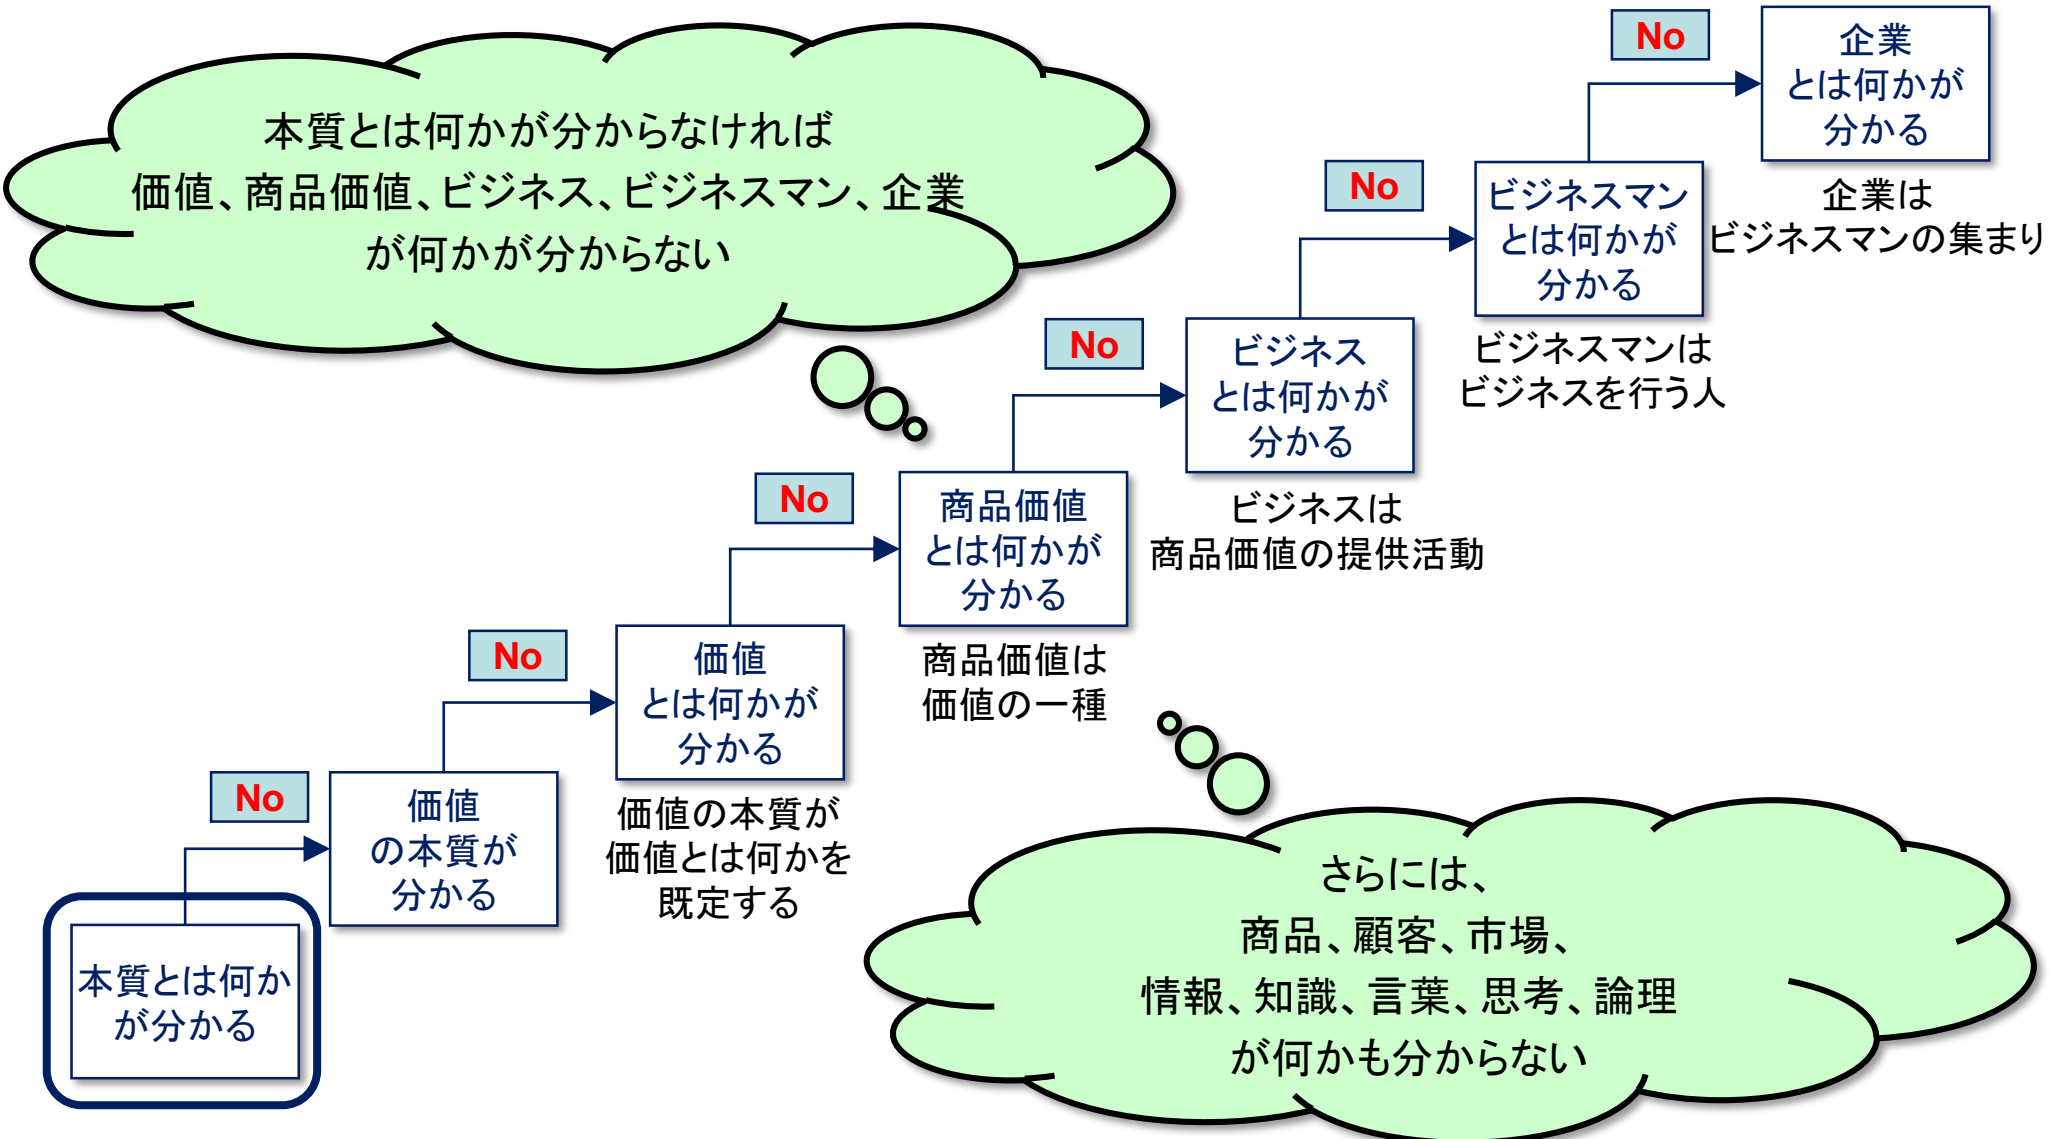 本質とは何かが分からなければ
価値、商品価値、ビジネス、ビジネスマン、企業
が何かが分からない
No
企業
とは何かが
分かる
企業は
ビジネスマンの集まり
No
ビジネスマン
とは何かが
分かる
ビジネスマンは
ビジネスを行う人
No
ビジネス
とは何かが
分かる
ビジネスは
商品価値の提供活動
No
商品価値
とは何かが
分かる
商品価値は
価値の一種
No
価値
とは何かが
分かる
価値の本質が
価値とは何かを
既定する
No
価値
の本質が
分かる
本質とは何か
が分かる
さらには、
商品、顧客、市場、
情報、知識、言葉、思考、論理
が何かも分からない